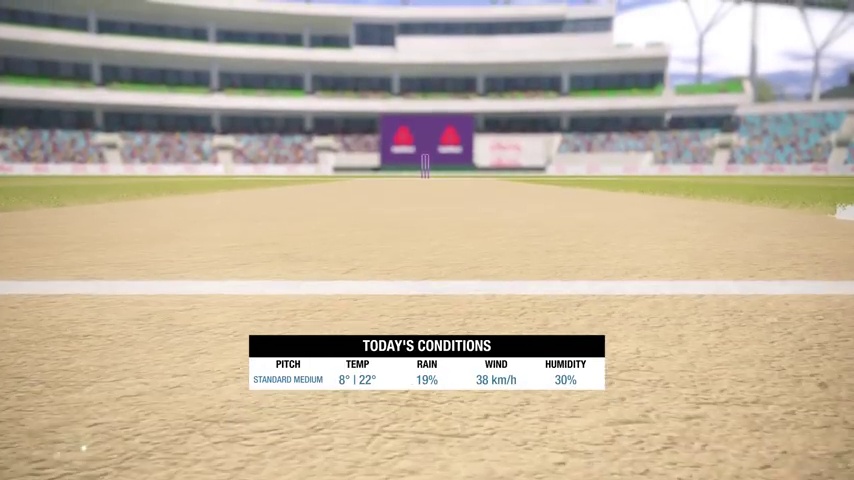 TODAY'S CONDITIONS
PITCH TEMP RAIN WIND HUMIDITY
STANDARD MEDIUM 8° | 22° 19% 38 km/h 30%